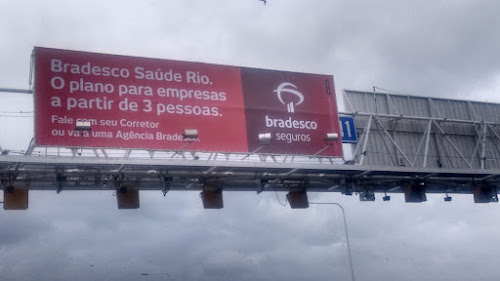 Bradesco Saúde Rio.
O plano para empresas
a partir de 3 pessoas.
Fale com seu Corretor
ou vá a uma Agência Bradesco.
bradesco
seguros
1